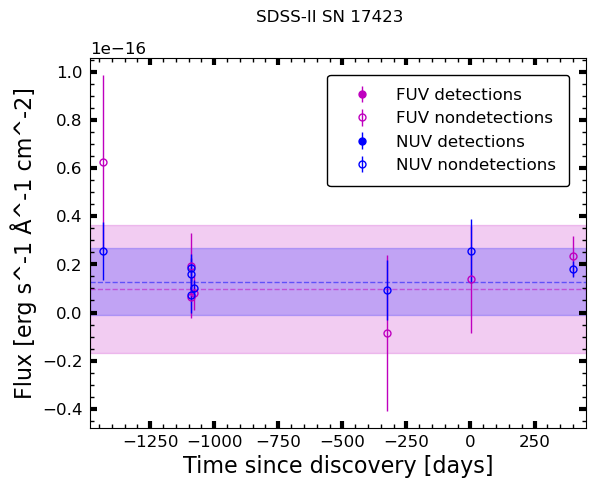 SDSS-II SN 17423
1e−16
FUV detections
FUV nondetections
NUV detections
NUV nondetections
1.0
0.8
0.6
0.4
0.2
0.0
−0.2
−0.4
Flux [erg s^-1 Å^-1 cm^-2]
−1250 −1000 −750 −500 −250 0 250
Time since discovery [days]